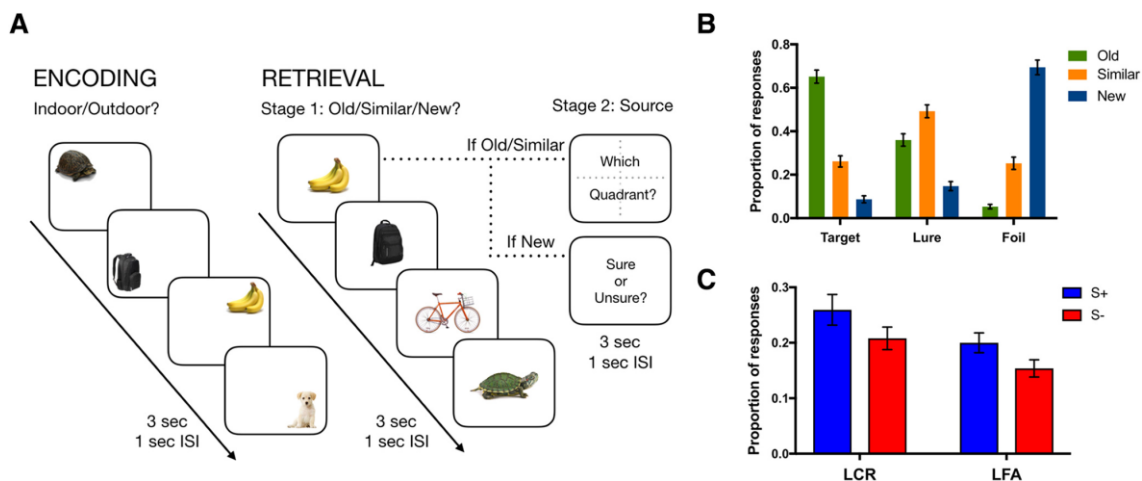 A
ENCODING
Indoor/Outdoor?
3 sec
1 sec ISI
RETRIEVAL
Stage 1: Old/Similar/New?
If Old/Similar
If New
3 sec
1 sec ISI
Stage 2: Source
Which
Quadrant?
Sure
or
Unsure?
3 sec
1 sec ISI
B
Proportion of responses
0.8
0.6
0.4
0.2
0.0
Target
Lure
Foil
Old
Similar
New
C
Proportion of responses
0.3
0.2
0.1
0.0
LCR
LFA
S+
S-